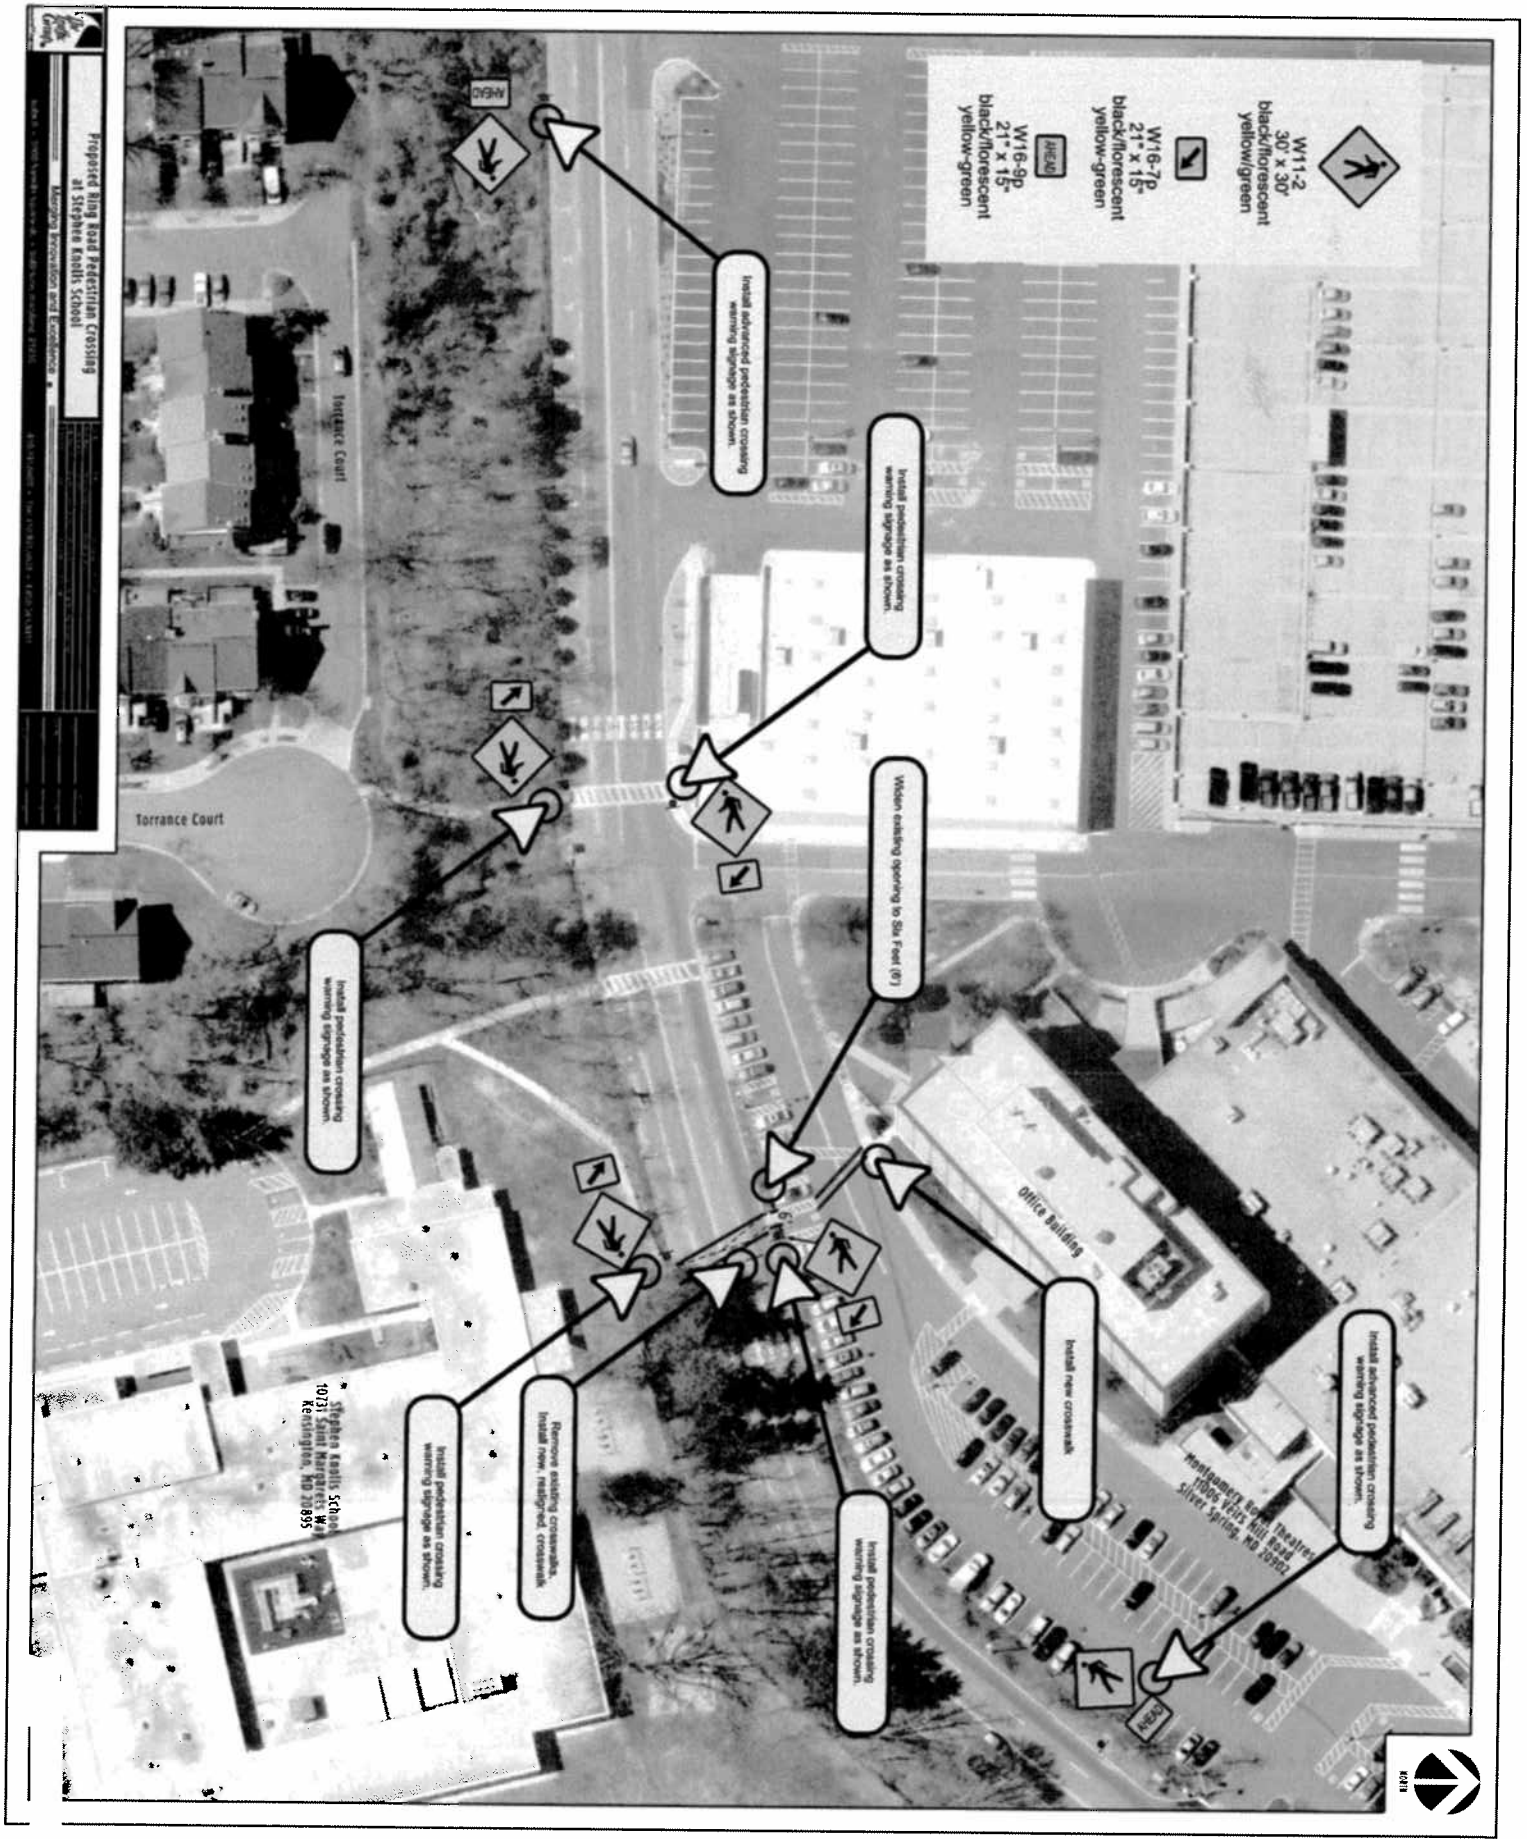 W11-2
30' x 30'
black/florescent
yellow/green
W16-7p
21" x 15"
black/florescent
yellow-green
AHEAD
W16-9p
21" x 15"
black/florescent
yellow-green
Install advanced pedestrian crossing
warning signage as shown.
AHEAD
Install pedestrian crossing
warning signage as shown.
Widen existing opening to Six Feet (6')
Install pedestrian crossing
warning signage as shown.
Install new crosswalk
Install advanced pedestrian crossing
warning signage as shown.
AHEAD
Install pedestrian crossing
warning signage as shown.
Remove existing crosswalks.
Install new, realigned crosswalk
Install pedestrian crossing
warning signage as shown.
6'
Office Building
Montgomery Royal Theatres
11006 Veirs Mill Road
Silver Spring, MD 20902
Stephen Knolls School
10731 Saint Margarets Way
Kensington, MD 20895
Torrance Court
Torrance Court
NORTH
Proposed Ring Road Pedestrian Crossing
at Stephen Knolls School
Merging Innovation and Excellence